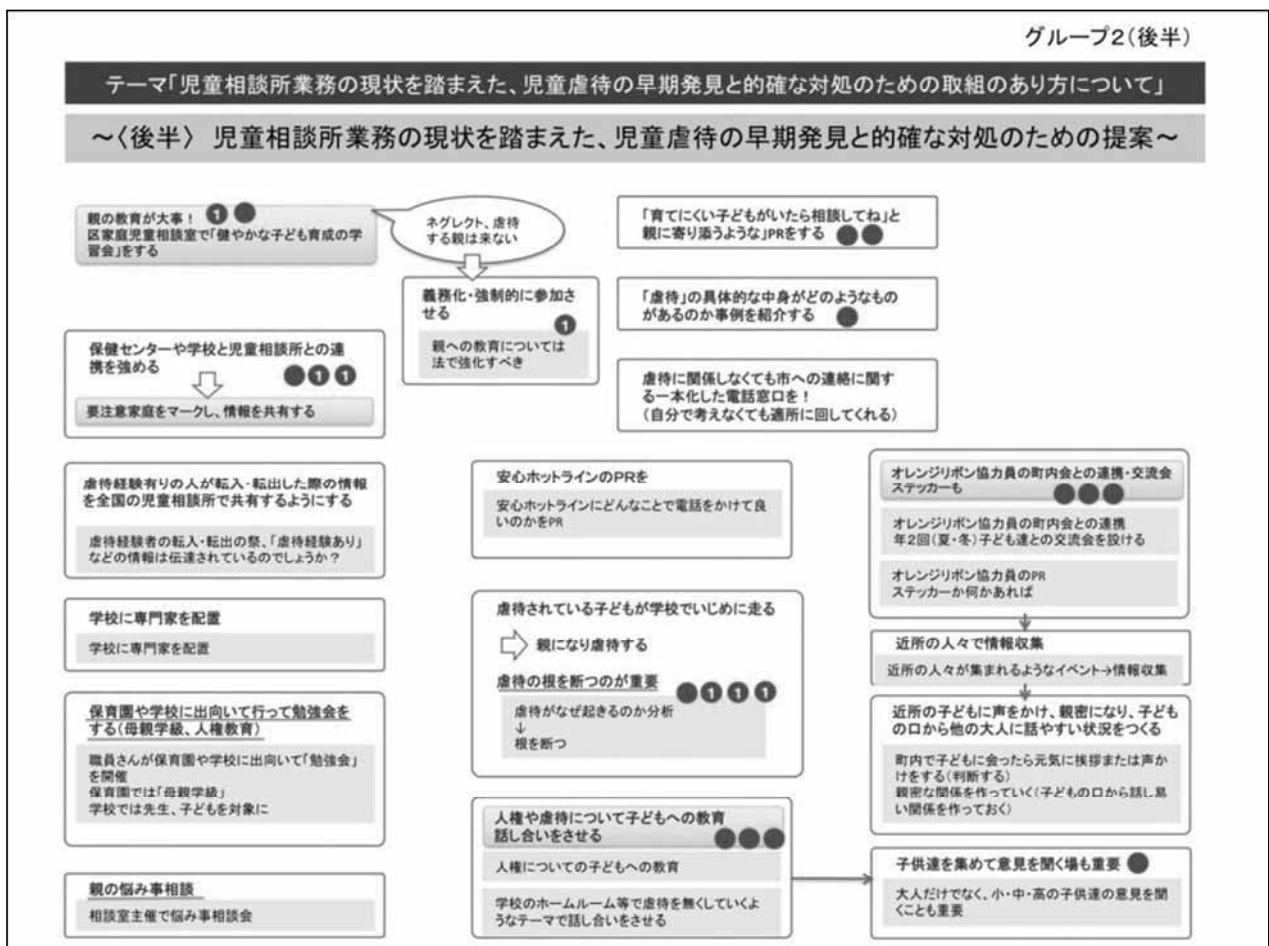 グループ2(後半)
テーマ「児童相談所業務の現状を踏まえた、児童虐待の早期発見と的確な対処のための取組のあり方について」
～〈後半〉 児童相談所業務の現状を踏まえた、児童虐待の早期発見と的確な対処のための提案～
親の教育が大事！ 1
区家庭児童相談室で「健やかな子ども育成の学
習会」をする
ネグレクト、虐待
する親は来ない
義務化・強制的に参加さ
せる
1
親への教育については
法で強化すべき
保健センターや学校と児童相談所との連
携を強める
1 1
要注意家庭をマークし、情報を共有する
「育てにくい子どもがいたら相談してね」と
親に寄り添うような」PRをする
「虐待」の具体的な中身がどのようなもの
があるのか事例を紹介する
虐待に関係しなくても市への連絡に関す
る一本化した電話窓口を！
(自分で考えなくても適所に回してくれる)
虐待経験有りの人が転入・転出した際の情報
を全国の児童相談所で共有するようにする
虐待経験者の転入・転出の祭、「虐待経験あり」
などの情報は伝達されているのでしょうか？
学校に専門家を配置
学校に専門家を配置
保育園や学校に出向いて行って勉強会を
する(母親学級、人権教育)
職員さんが保育園や学校に出向いて「勉強会」
を開催
保育園では「母親学級」
学校では先生、子どもを対象に
親の悩み事相談
相談室主催で悩み事相談会
安心ホットラインのPRを
安心ホットラインにどんなことで電話をかけて良
いのかをPR
虐待されている子どもが学校でいじめに走る
親になり虐待する
虐待の根を断つのが重要
1 1 1
虐待がなぜ起きるのか分析
↓
根を断つ
人権や虐待について子どもへの教育
話し合いをさせる
人権についての子どもへの教育
学校のホームルーム等で虐待を無くしていくよ
うなテーマで話し合いをさせる
オレンジリボン協力員の町内会との連携・交流会
ステッカーも
オレンジリボン協力員の町内会との連携
年2回(夏・冬)子ども達との交流会を設ける
オレンジリボン協力員のPR
ステッカーか何かあれば
近所の人々で情報収集
近所の人々が集まれるようなイベント→情報収集
近所の子どもに声をかけ、親密になり、子ども
の口から他の大人に話やすい状況をつくる
町内で子どもに会ったら元気に挨拶または声か
けをする(判断する)
親密な関係を作っていく(子どもの口から話し易
い関係を作っておく)
子供達を集めて意見を聞く場も重要
大人だけでなく、小・中・高の子供達の意見を聞
くことも重要